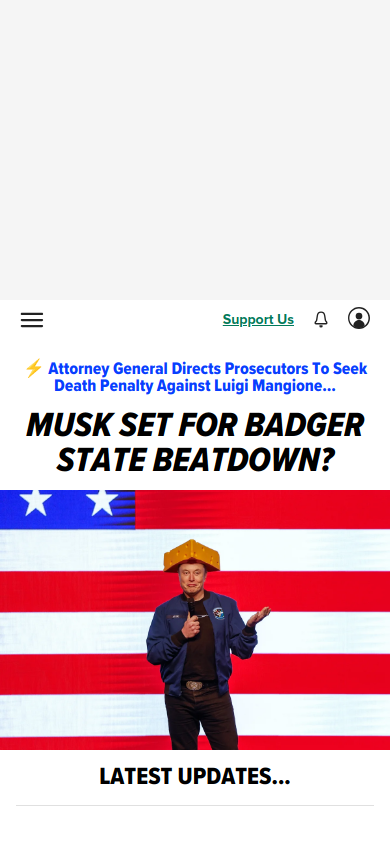 Support Us
⚡ Attorney General Directs Prosecutors To Seek
Death Penalty Against Luigi Mangione...
MUSK SET FOR BADGER
STATE BEATDOWN?
LATEST UPDATES...